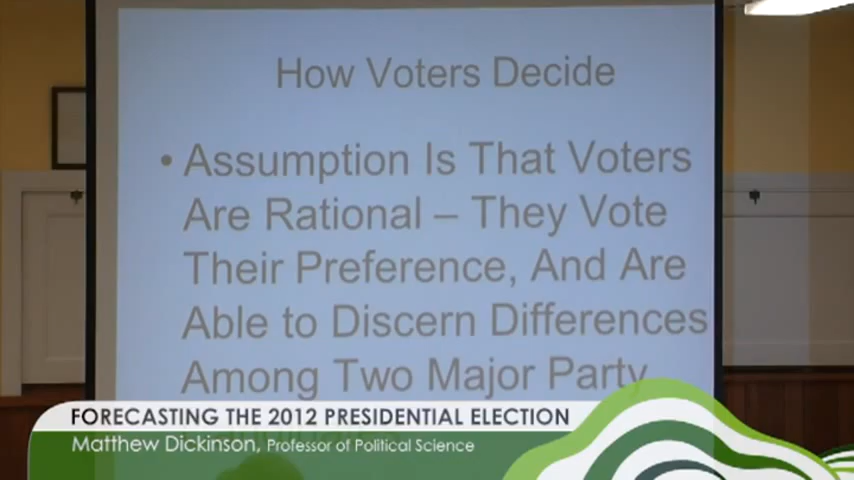 How Voters Decide
• Assumption Is That Voters
Are Rational – They Vote
Their Preference, And Are
Able to Discern Differences
Among Two Major Party
FORECASTING THE 2012 PRESIDENTIAL ELECTION
Matthew Dickinson, Professor of Political Science